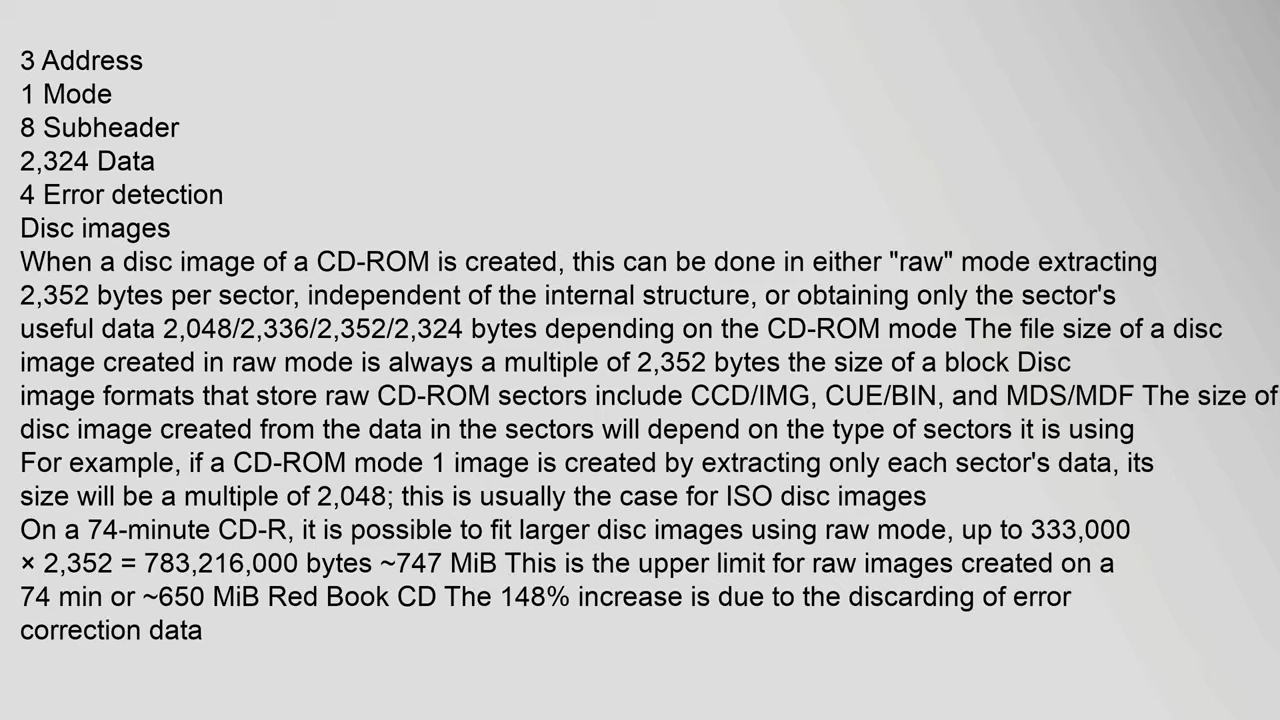 3 Address
1 Mode
8 Subheader
2,324 Data
4 Error detection
Disc images
When a disc image of a CD-ROM is created, this can be done in either "raw" mode extracting
2,352 bytes per sector, independent of the internal structure, or obtaining only the sector's
useful data 2,048/2,336/2,352/2,324 bytes depending on the CD-ROM mode The file size of a disc
image created in raw mode is always a multiple of 2,352 bytes the size of a block Disc
image formats that store raw CD-ROM sectors include CCD/IMG, CUE/BIN, and MDS/MDF The size of
disc image created from the data in the sectors will depend on the type of sectors it is using
For example, if a CD-ROM mode 1 image is created by extracting only each sector's data, its
size will be a multiple of 2,048; this is usually the case for ISO disc images
On a 74-minute CD-R, it is possible to fit larger disc images using raw mode, up to 333,000
× 2,352 = 783,216,000 bytes ~747 MiB This is the upper limit for raw images created on a
74 min or ~650 MiB Red Book CD The 148% increase is due to the discarding of error
correction data